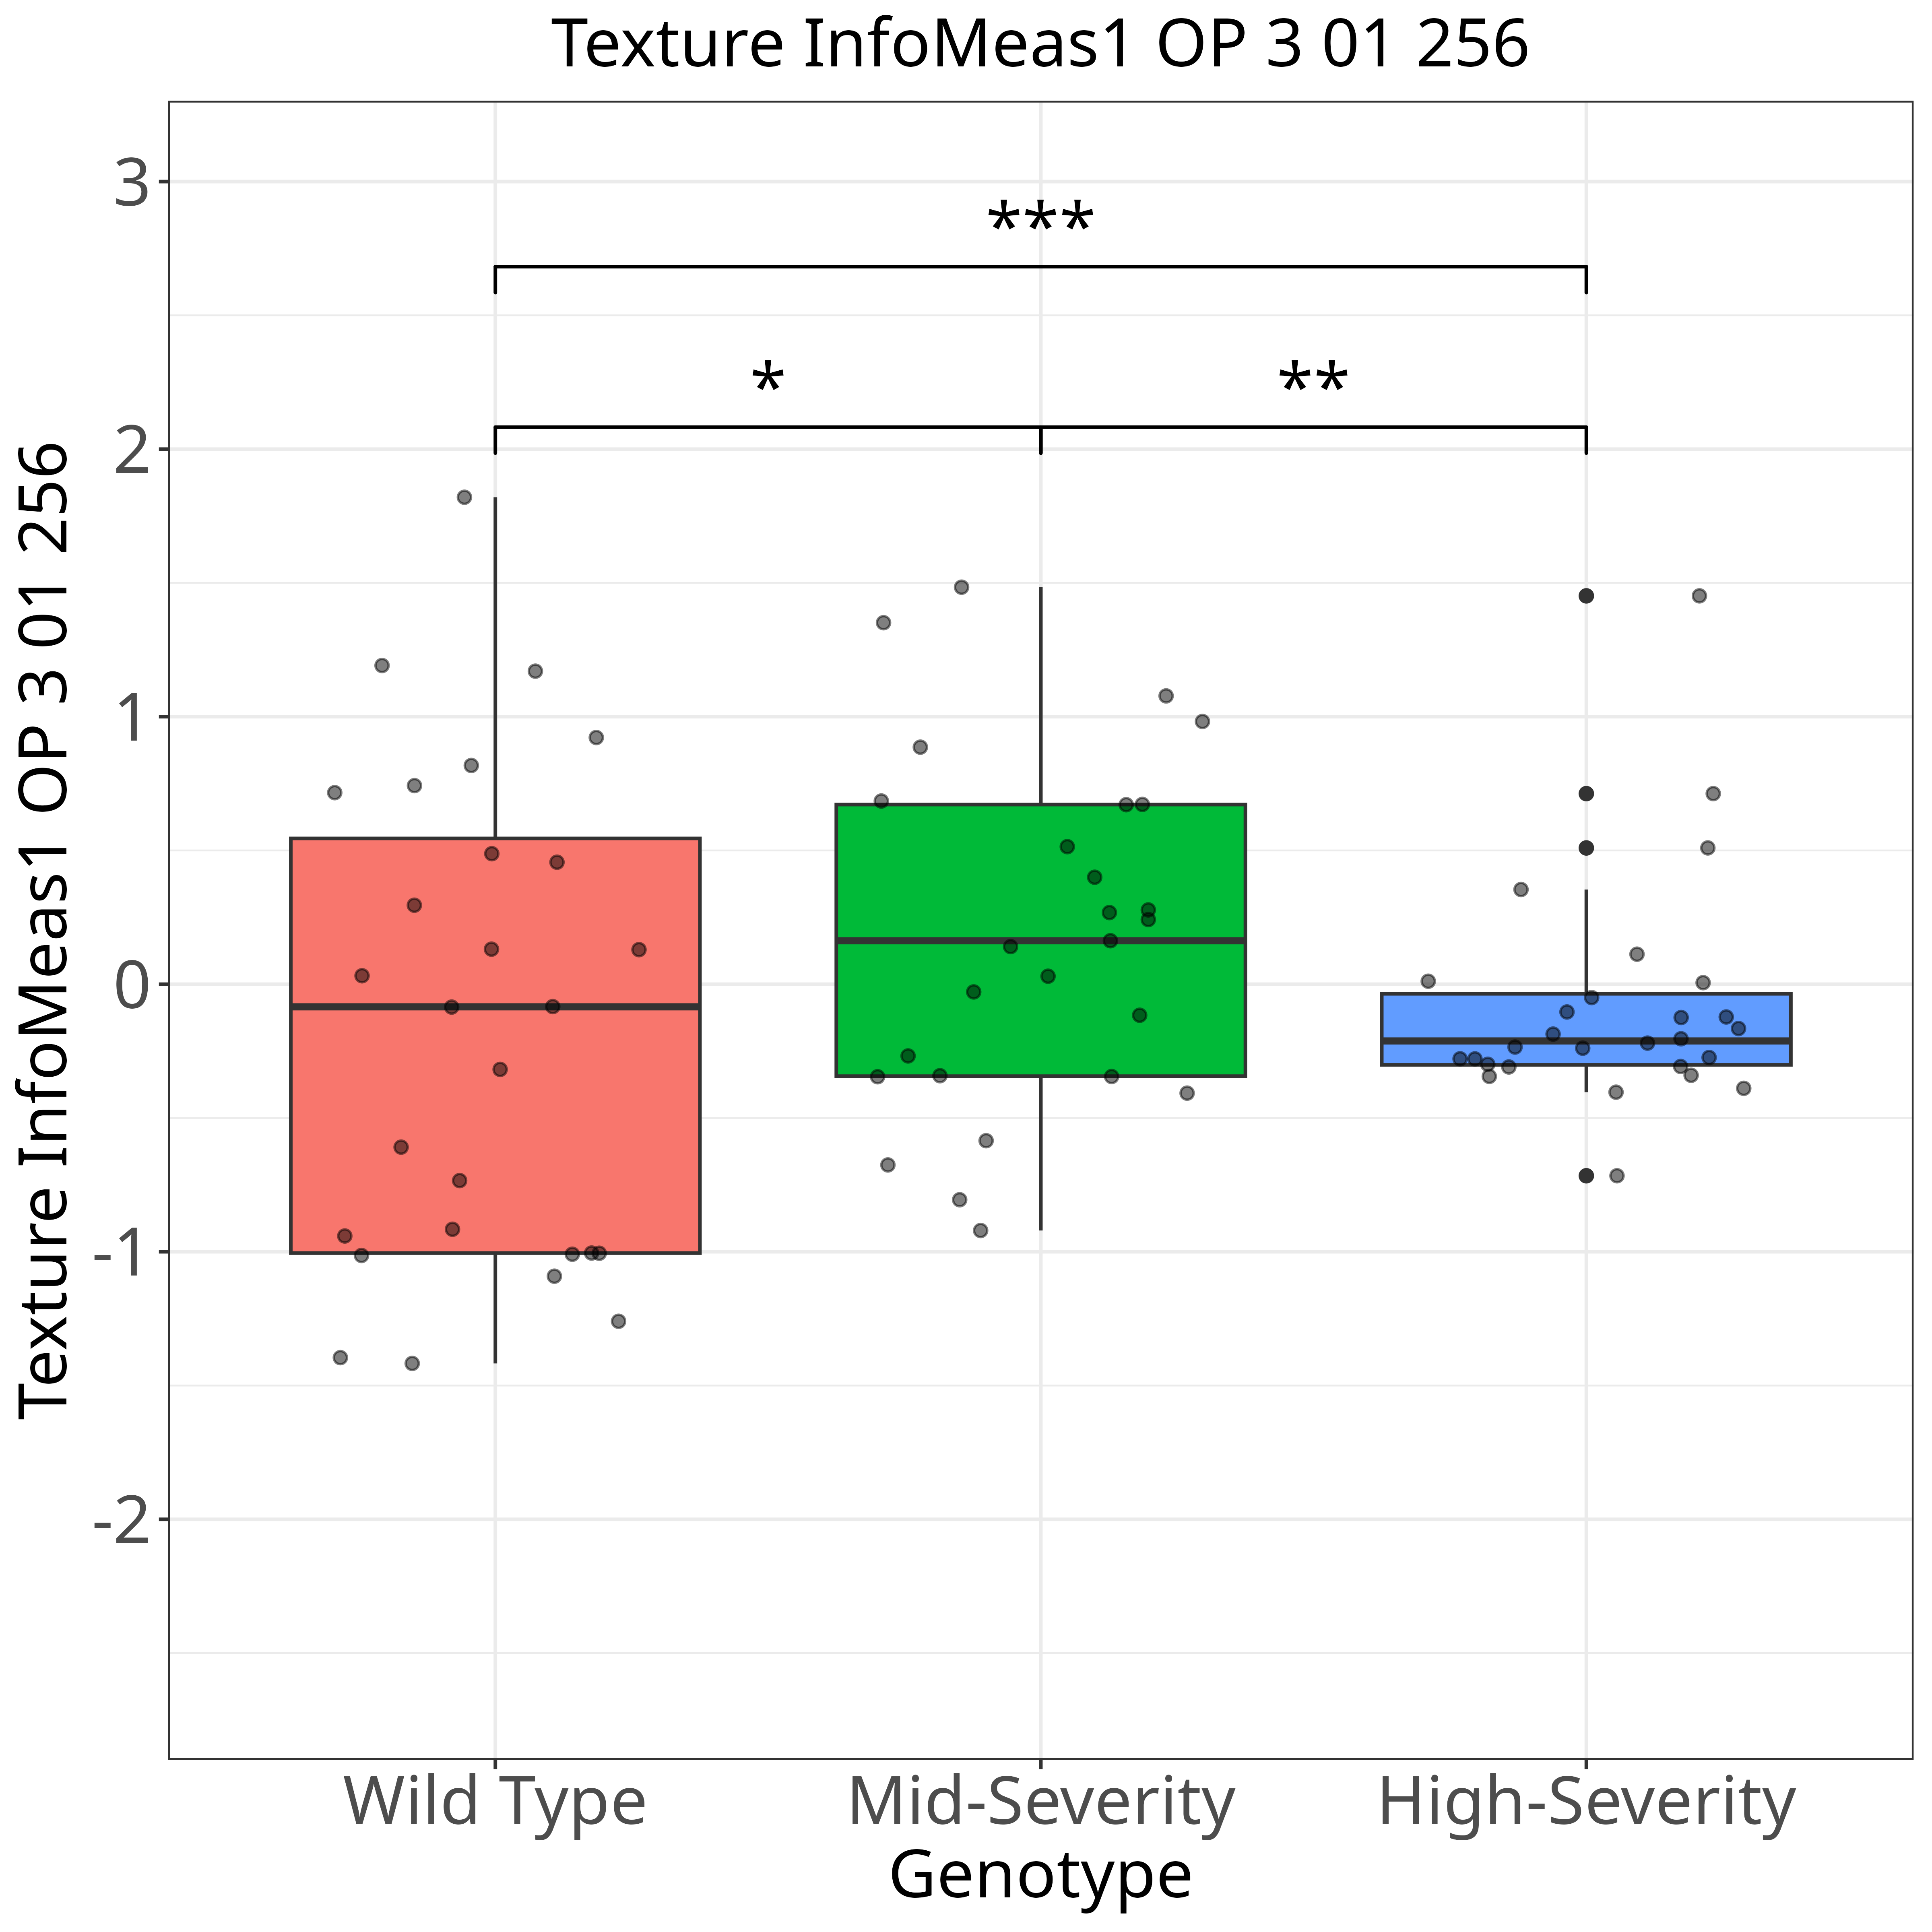 Texture InfoMeas1 OP 3 01 256
Texture InfoMeas1 OP 3 01 256
3
2
1
0
-1
-2
***
*
**
Wild Type
Mid-Severity
High-Severity
Genotype